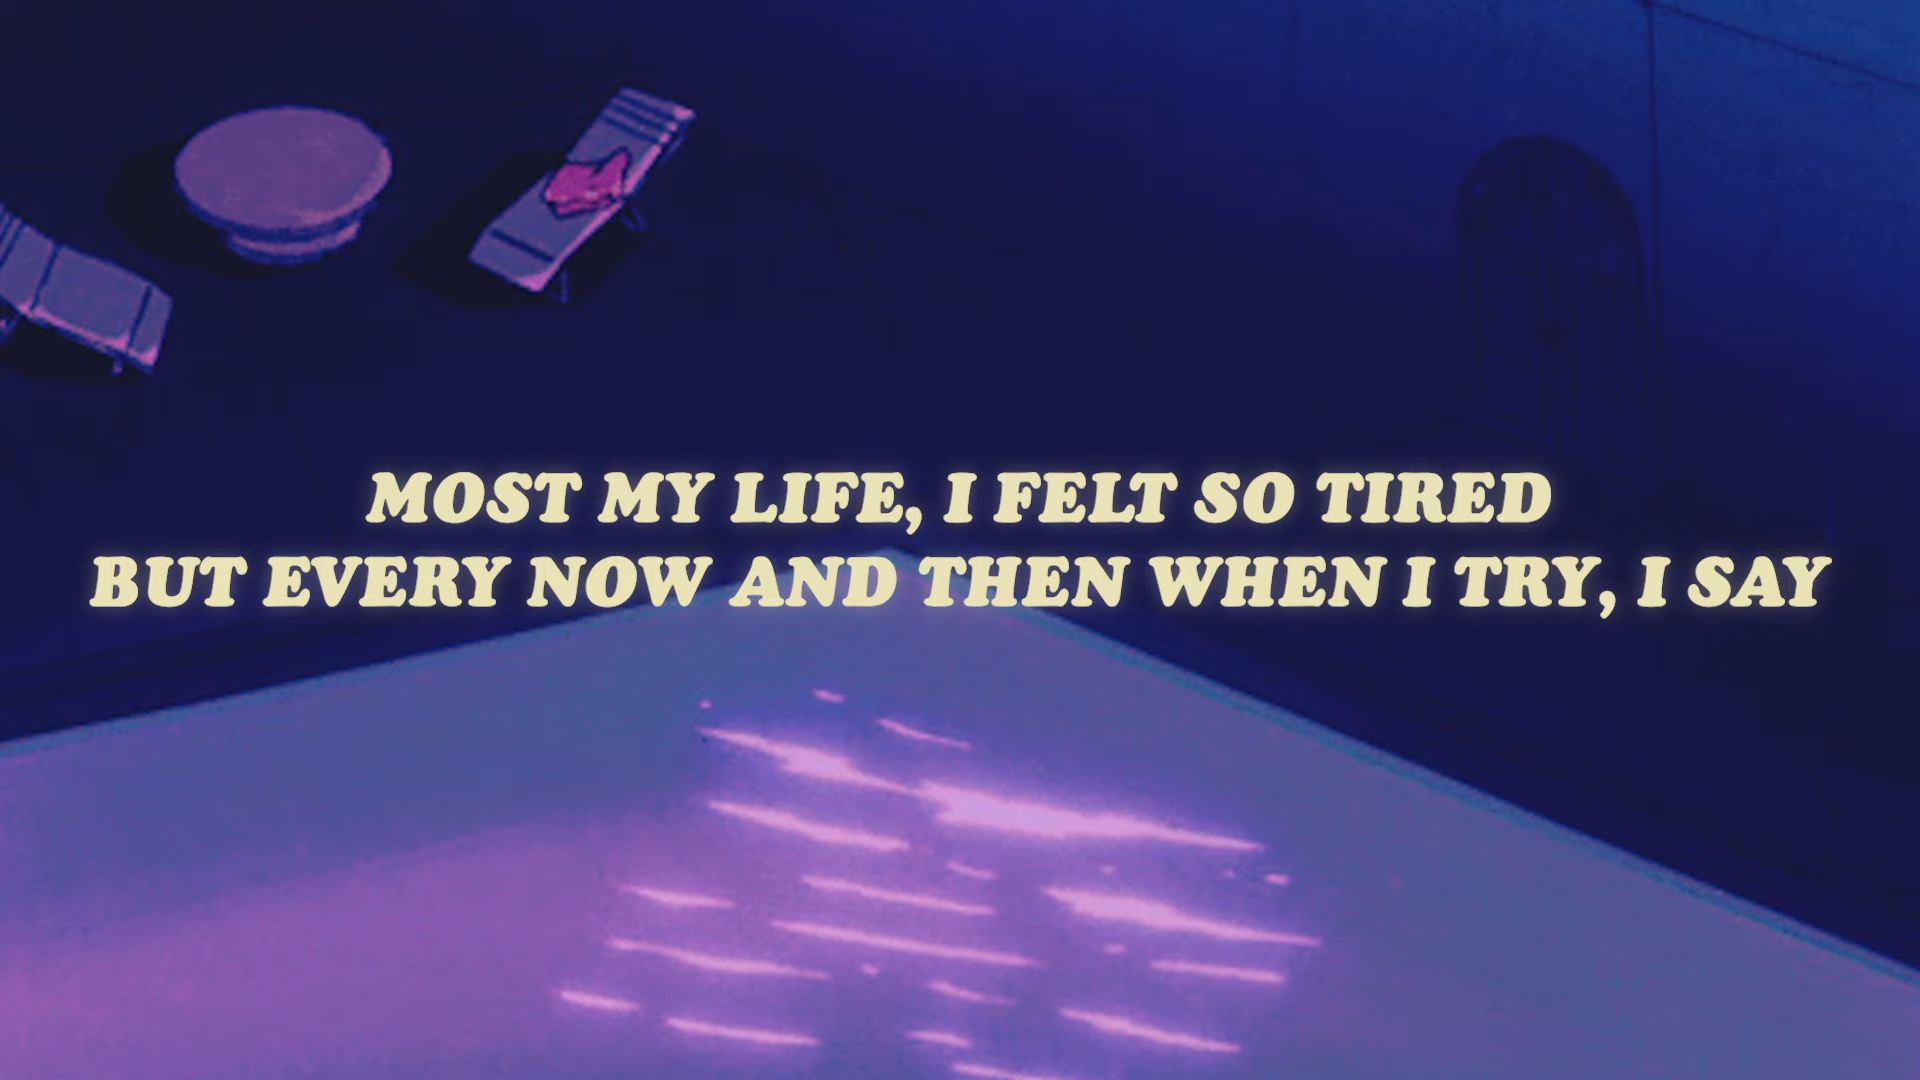 MOST MY LIFE, I FELT SO TIRED
BUT EVERY NOW AND THEN WHEN I TRY, I SAY